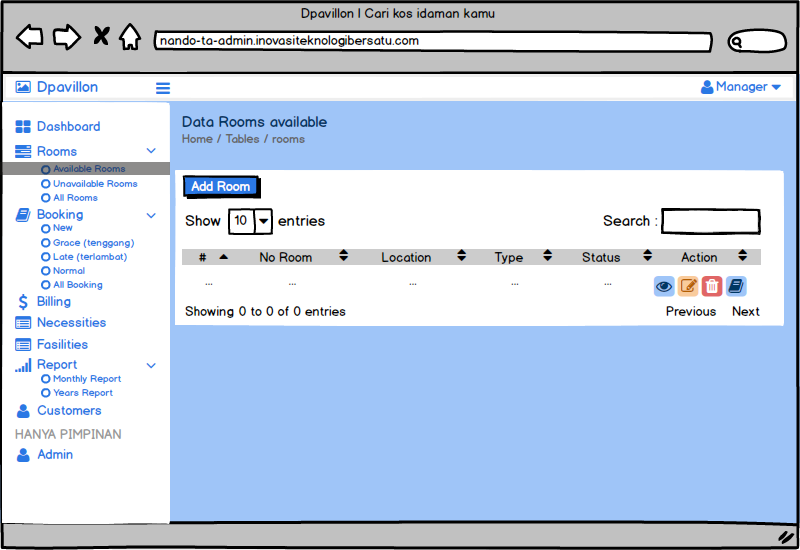 Dpavillon | Cari kos idaman kamu
nando-ta-admin.inovasiteknologibersatu.com
Dpavillon
Manager
Dashboard
Rooms
Available Rooms
Unavailable Rooms
All Rooms
Booking
New
Grace (tenggang)
Late (terlambat)
Normal
All Booking
Billing
Necessities
Fasilities
Report
Monthly Report
Years Report
Customers
HANYA PIMPINAN
Admin
Data Rooms available
Home / Tables / rooms
Add Room
Show 10 entries
Search :
# No Room Location Type Status Action
... ... ... ... ...
Showing 0 to 0 of 0 entries
Previous Next